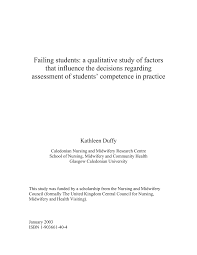 Failing students: a qualitative study of factors
that influence the decisions regarding
assessment of students' competence in practice
Kathleen Duffy
Caledonian Nursing and Midwifery Research Centre
School of Nursing, Midwifery and Community Health
Glasgow Caledonian University
This study was funded by a scholarship from the Nursing and Midwifery
Council (formally The United Kingdom Central Council for Nursing,
Midwifery and Health Visiting).
January 2003
ISBN 1-901661-40-4